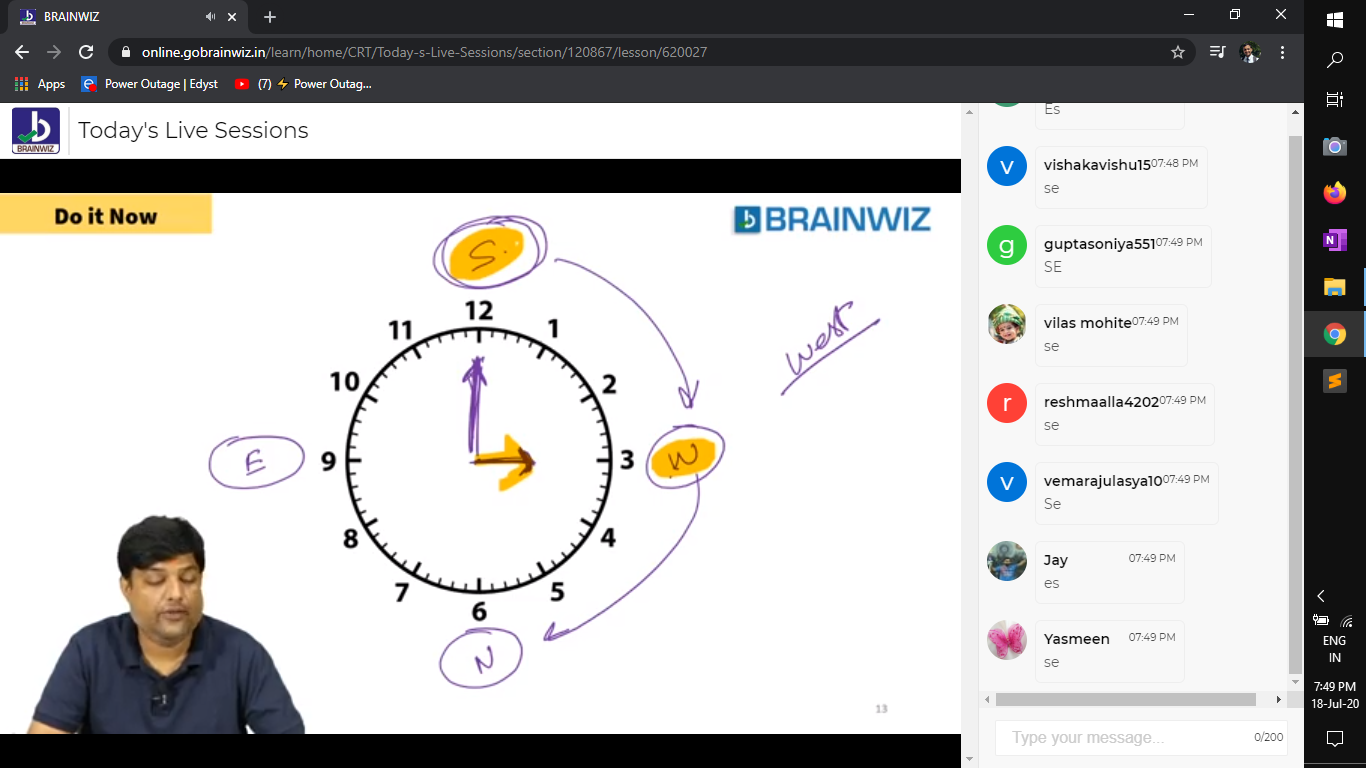 BRAINWIZ
online.gobrainwiz.in/learn/home/CRT/Today-s-Live-Sessions/section/120867/lesson/620027
Apps
Power Outage | Edyst
(7) ⚡ Power Outag...
BRAINWIZ
Today's Live Sessions
Do it Now
BRAINWIZ
S
12
11
1
10
2
9
3
8
4
7
5
6
E
W
N
west
13
Es
v
vishakavishu15 07:48 PM
se
g
guptasoniya551 07:49 PM
SE
vilas mohite 07:49 PM
se
r
reshmaalla4202 07:49 PM
se
v
vemarajulasya10 07:49 PM
Se
Jay 07:49 PM
es
Yasmeen 07:49 PM
se
Type your message... 0/200
ENG
IN
7:49 PM
18-Jul-20